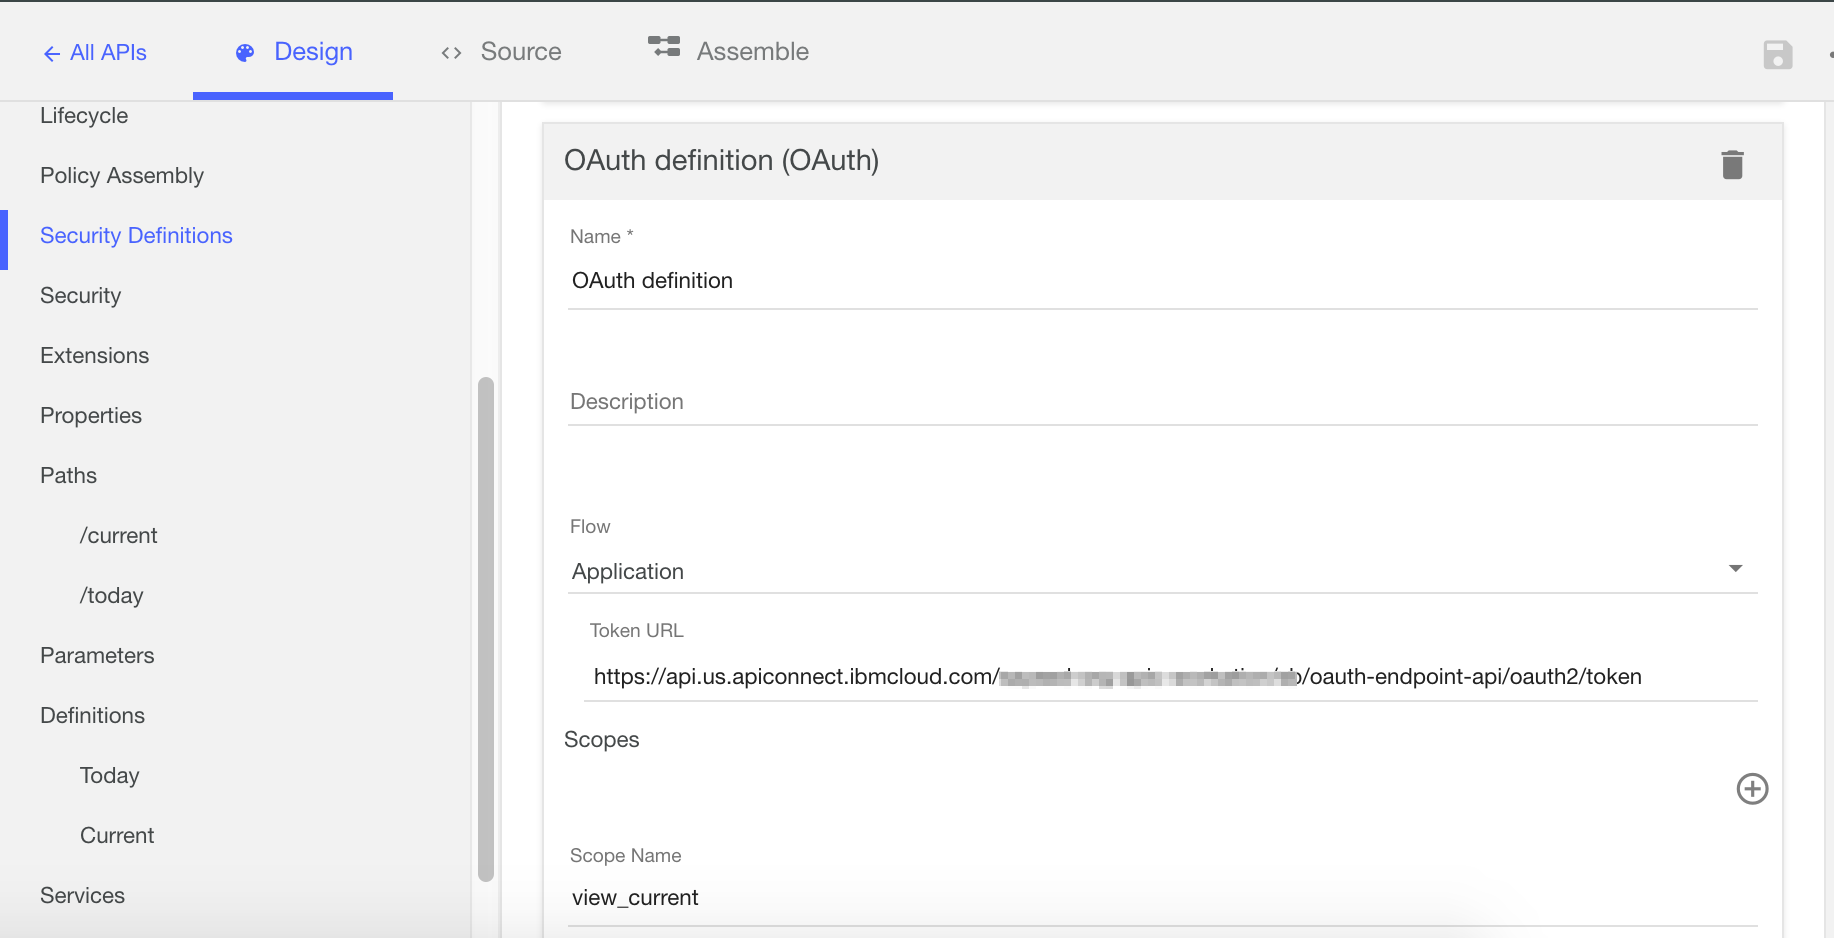 All APIs
Design
Source
Assemble
Lifecycle
Policy Assembly
Security Definitions
Security
Extensions
Properties
Paths
/current
/today
Parameters
Definitions
Today
Current
Services
OAuth definition (OAuth)
Name *
OAuth definition
Description
Flow
Application
Token URL
https://api.us.apiconnect.ibmcloud.com/ /oauth-endpoint-api/oauth2/token
Scopes
Scope Name
view_current